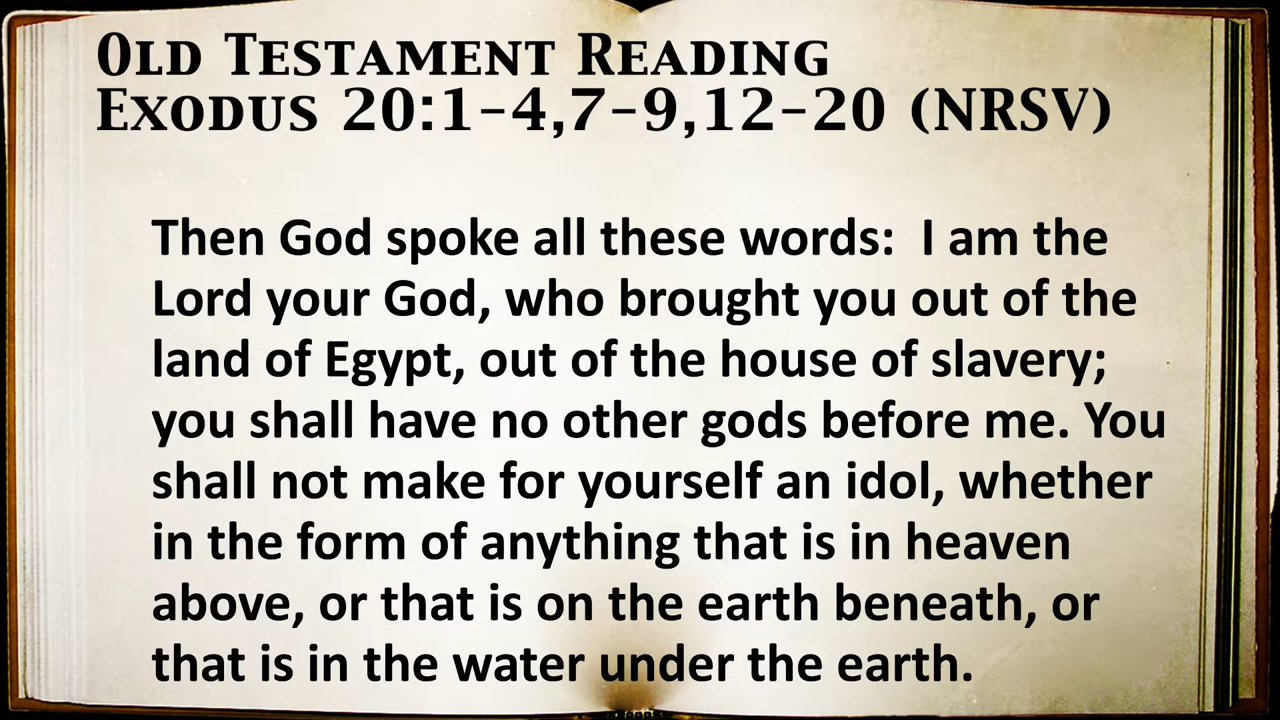 Old Testament Reading
Exodus 20:1-4,7-9,12-20 (NRSV)
Then God spoke all these words:  I am the
Lord your God, who brought you out of the
land of Egypt, out of the house of slavery;
you shall have no other gods before me. You
shall not make for yourself an idol, whether
in the form of anything that is in heaven
above, or that is on the earth beneath, or
that is in the water under the earth.